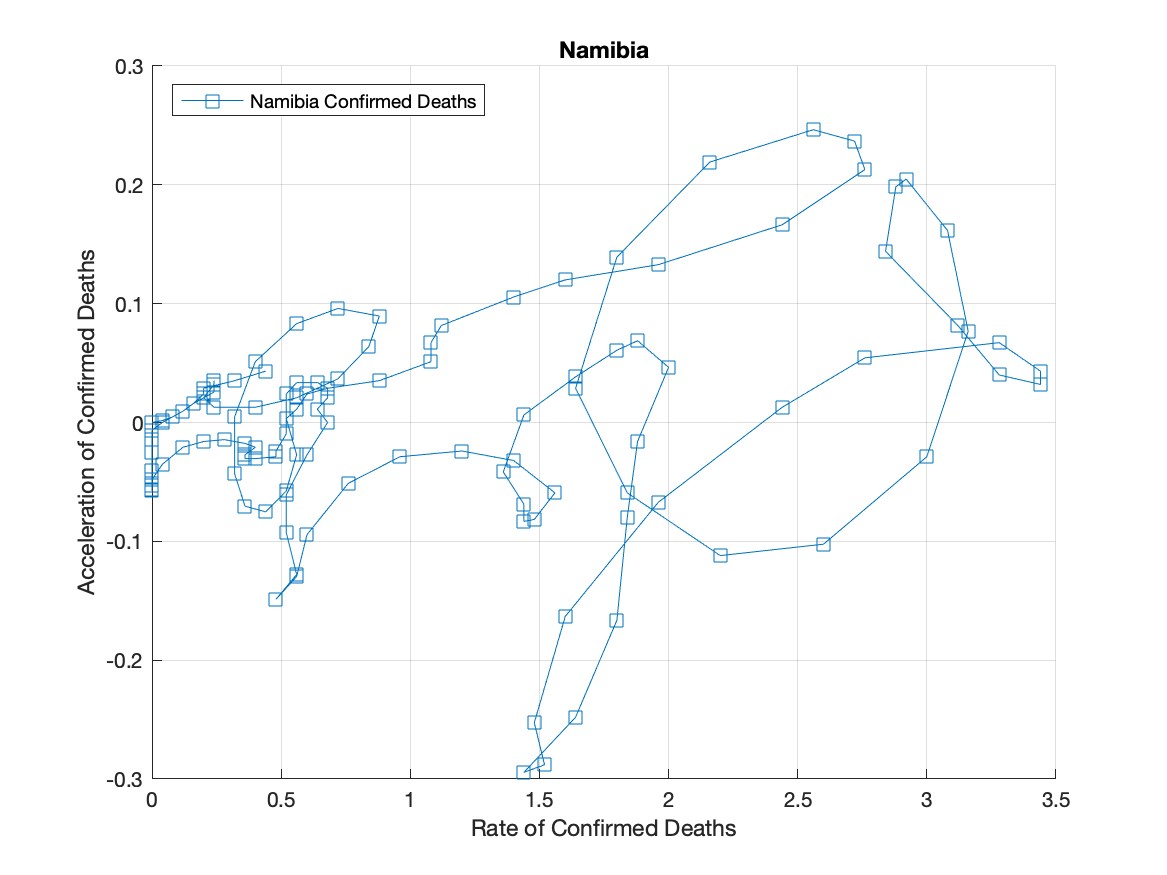 Namibia
Namibia Confirmed Deaths
Acceleration of Confirmed Deaths
0.3
0.2
0.1
0
-0.1
-0.2
-0.3
0 0.5 1 1.5 2 2.5 3 3.5
Rate of Confirmed Deaths